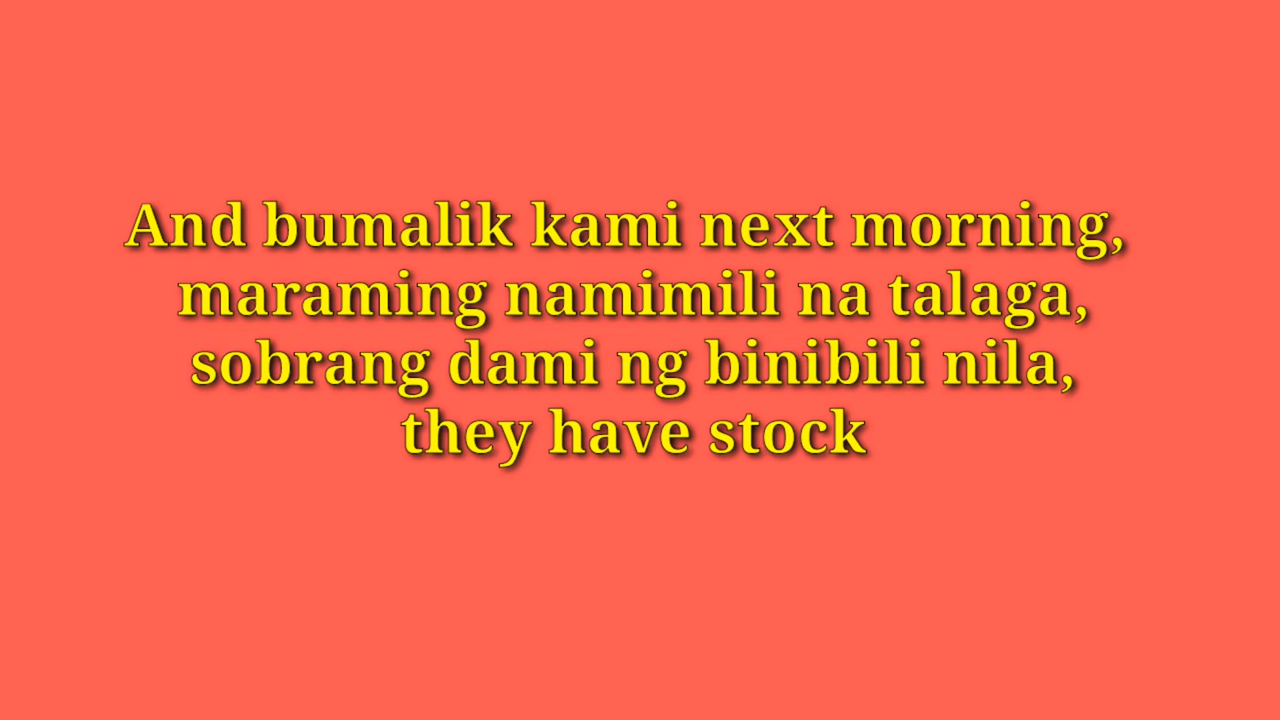 And bumalik kami next morning,
maraming namimili na talaga,
sobrang dami ng binibili nila,
they have stock